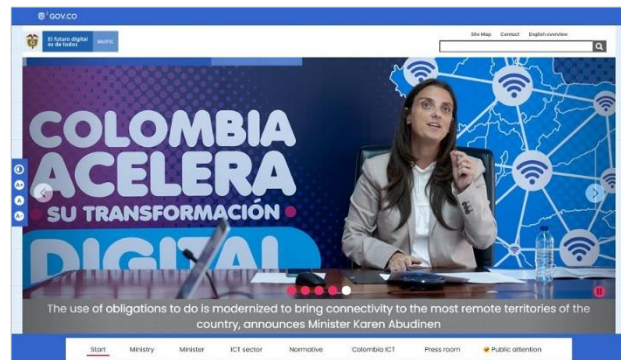 GOV.CO
El futuro digital
es de todos
MinTIC
Site Map Contact English overview
COLOMBIA
ACELERA
SU TRANSFORMACIÓN
DIGITAL
A+
A
A-
The use of obligations to do is modernized to bring connectivity to the most remote territories of the
country, announces Minister Karen Abudinen
Start Ministry Minister ICT sector Normative Colombia ICT Press room Public attention